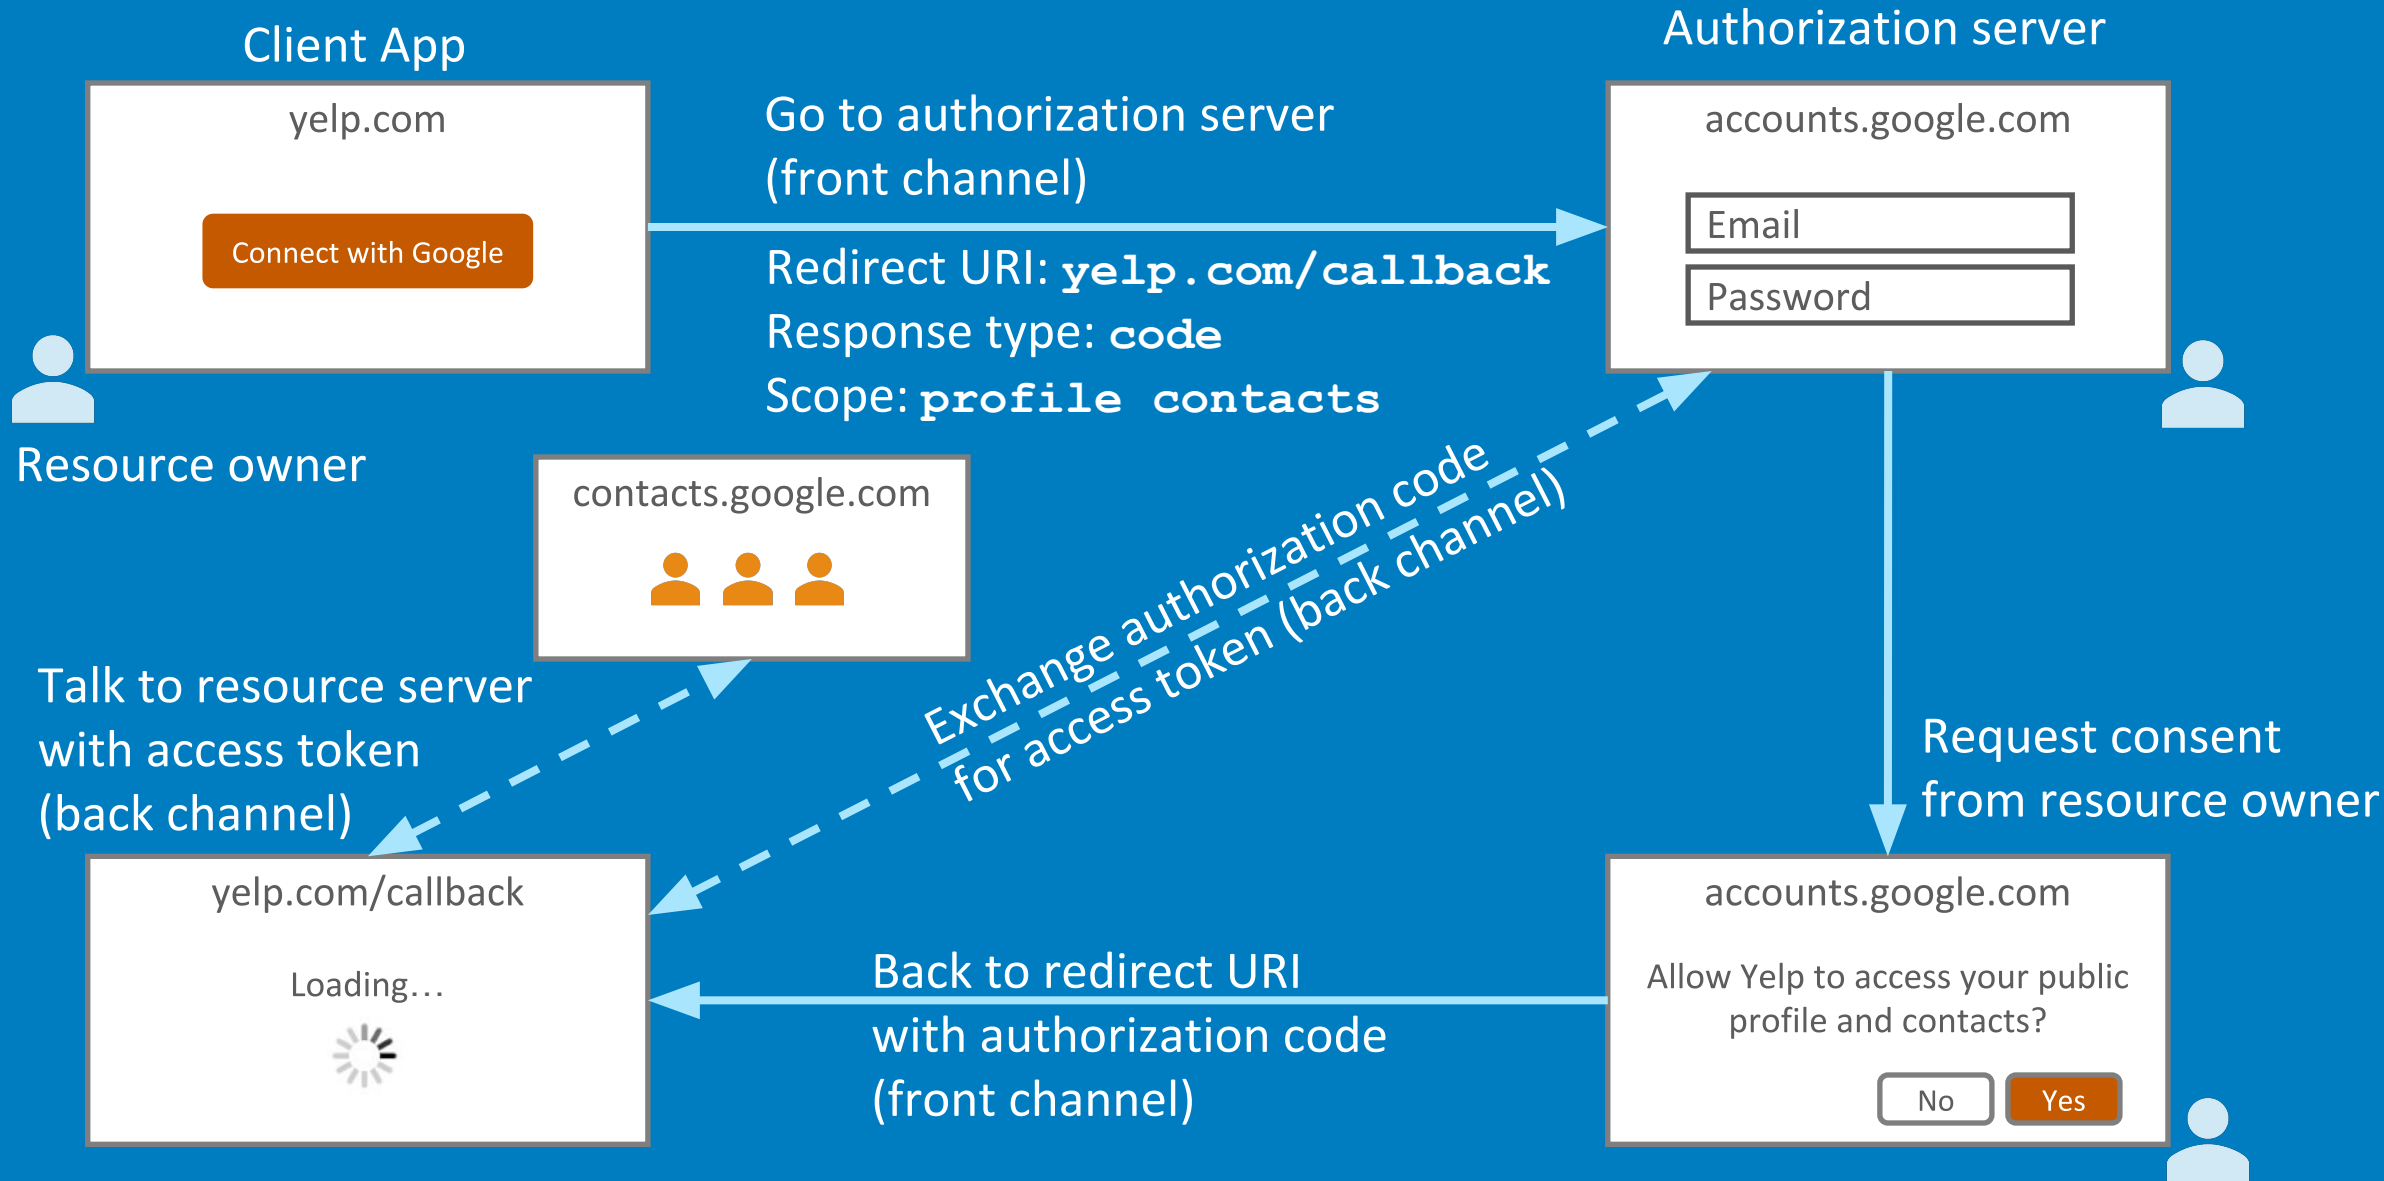 Client App
yelp.com
Connect with Google
Resource owner
Go to authorization server
(front channel)
Redirect URI: yelp.com/callback
Response type: code
Scope: profile contacts
Authorization server
accounts.google.com
Email
Password
Request consent
from resource owner
accounts.google.com
Allow Yelp to access your public
profile and contacts?
No
Yes
Back to redirect URI
with authorization code
(front channel)
yelp.com/callback
Loading…
Exchange authorization code
for access token (back channel)
Talk to resource server
with access token
(back channel)
contacts.google.com